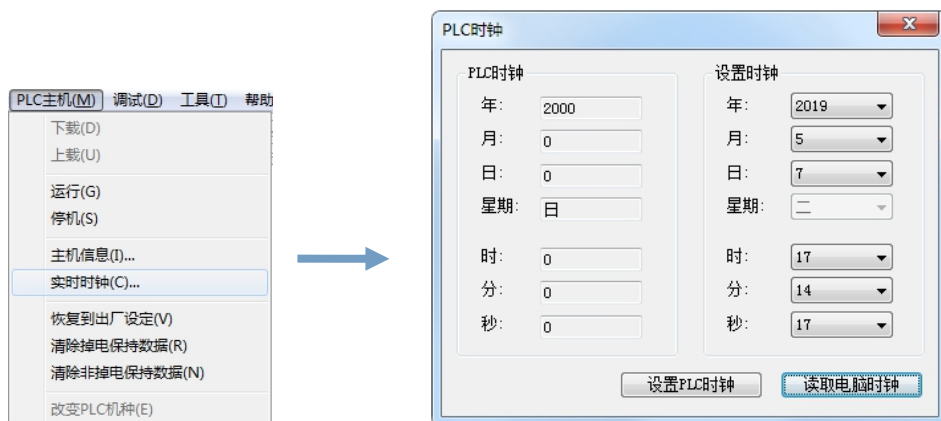 PLC主机(M) 调试(D) 工具(T) 帮助
下载(D)
上载(U)
运行(G)
停机(S)
主机信息(I)...
实时时钟(C)...
恢复到出厂设定(V)
清除掉电保持数据(R)
清除非掉电保持数据(N)
改变PLC机种(E)
PLC时钟
PLC时钟
年: 2000
月: 0
日: 0
星期: 日
时: 0
分: 0
秒: 0
设置时钟
年: 2019
月: 5
日: 7
星期: 二
时: 17
分: 14
秒: 17
设置PLC时钟 读取电脑时钟